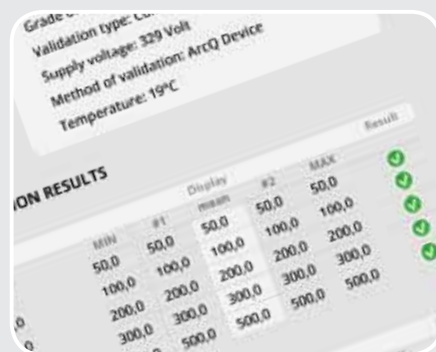 Grade
Validation type:
Supply voltage: 329 Volt
Method of validation: ArcQ Device
Temperature: 19°C
ON RESULTS
Display
Result
MIN #1 mean #2 MAX
50,0 50,0 50,0 50,0 50,0
100,0 100,0 100,0 100,0 100,0
200,0 200,0 200,0 200,0 200,0
300,0 300,0 300,0 300,0 300,0
500,0 500,0 500,0 500,0